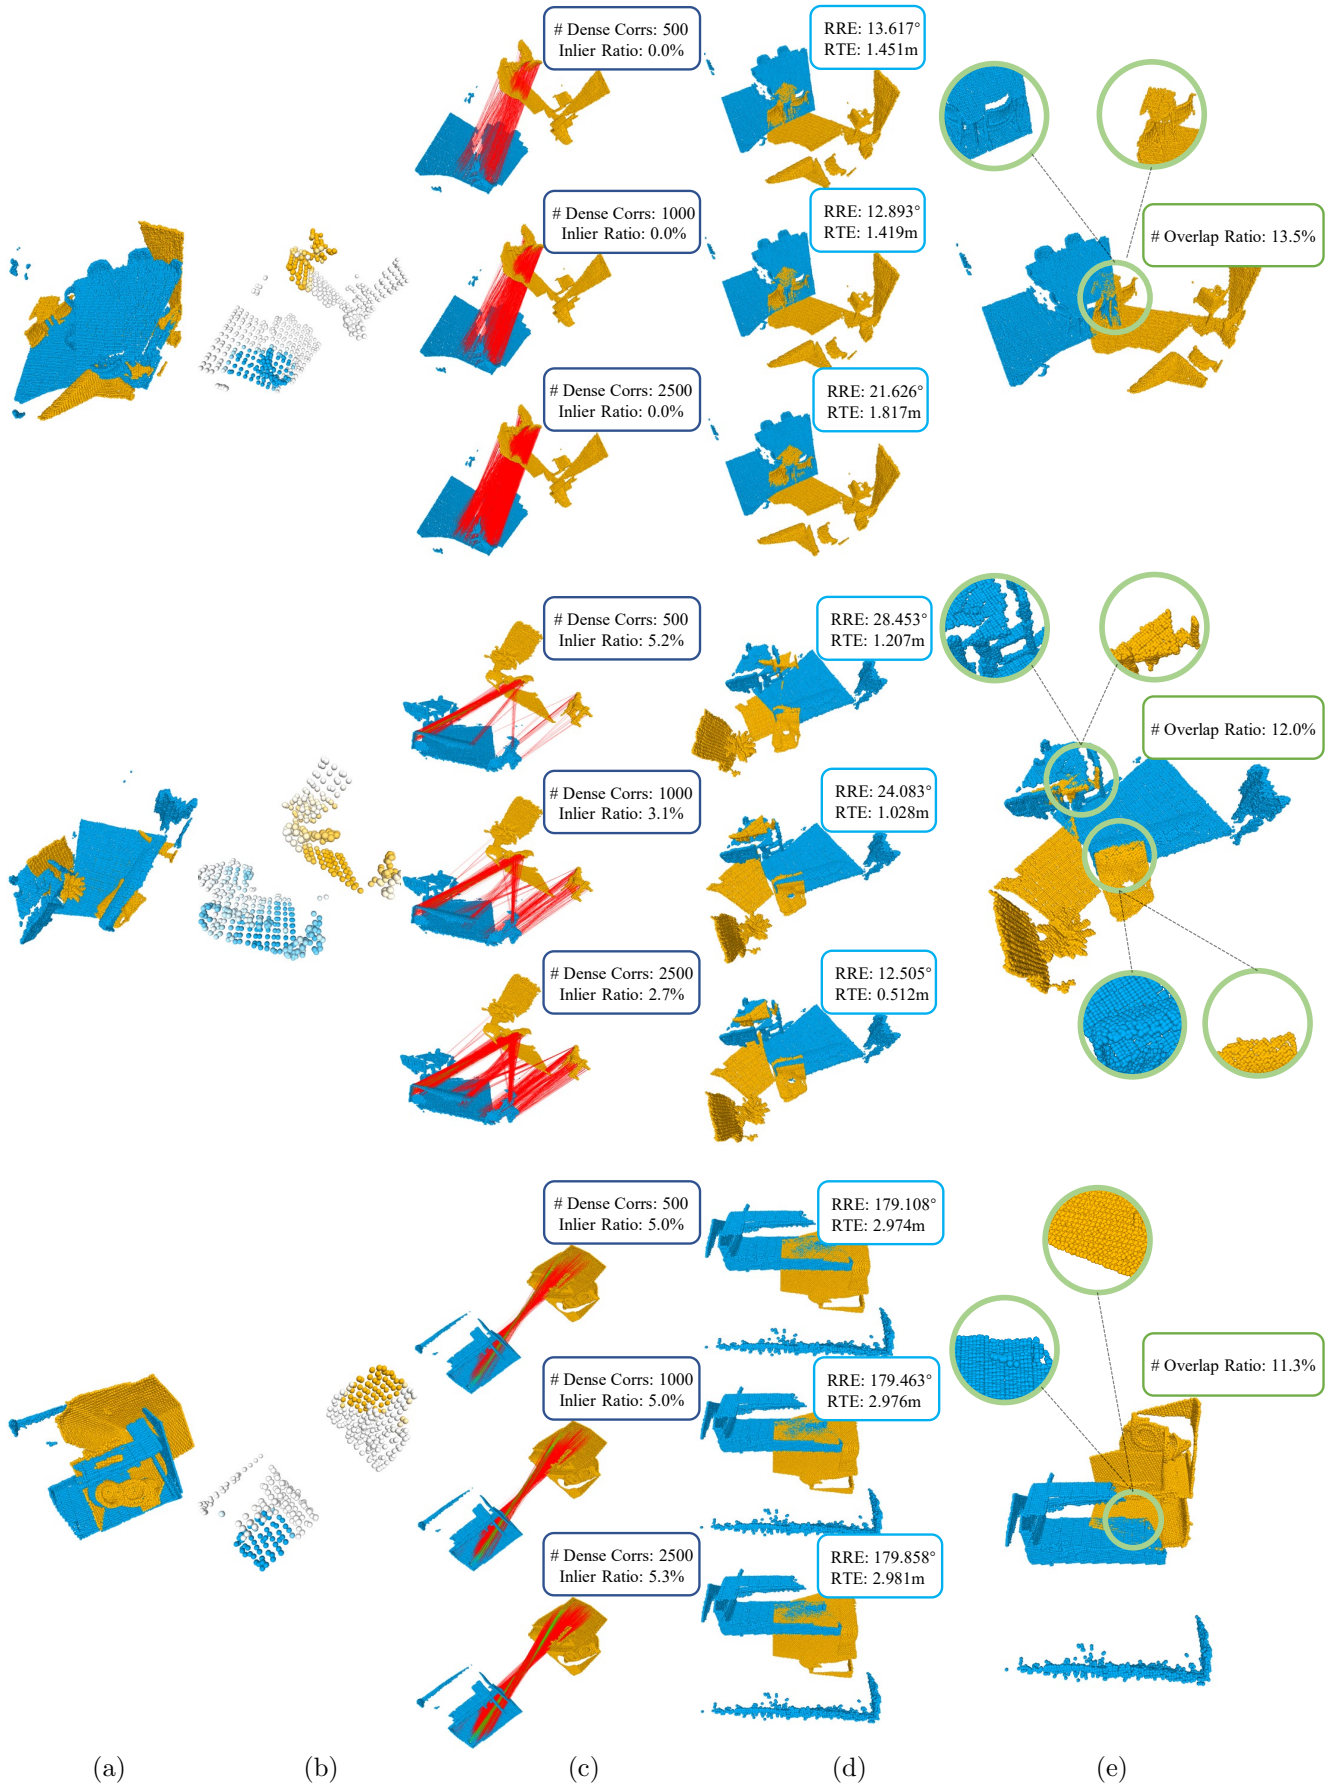 # Dense Corrs: 500
Inlier Ratio: 0.0%
RRE: 13.617°
RTE: 1.451m
# Dense Corrs: 1000
Inlier Ratio: 0.0%
RRE: 12.893°
RTE: 1.419m
# Overlap Ratio: 13.5%
# Dense Corrs: 2500
Inlier Ratio: 0.0%
RRE: 21.626°
RTE: 1.817m
# Dense Corrs: 500
Inlier Ratio: 5.2%
RRE: 28.453°
RTE: 1.207m
# Overlap Ratio: 12.0%
# Dense Corrs: 1000
Inlier Ratio: 3.1%
RRE: 24.083°
RTE: 1.028m
# Dense Corrs: 2500
Inlier Ratio: 2.7%
RRE: 12.505°
RTE: 0.512m
# Dense Corrs: 500
Inlier Ratio: 5.0%
RRE: 179.108°
RTE: 2.974m
# Overlap Ratio: 11.3%
# Dense Corrs: 1000
Inlier Ratio: 5.0%
RRE: 179.463°
RTE: 2.976m
# Dense Corrs: 2500
Inlier Ratio: 5.3%
RRE: 179.858°
RTE: 2.981m
(a) (b) (c) (d) (e)